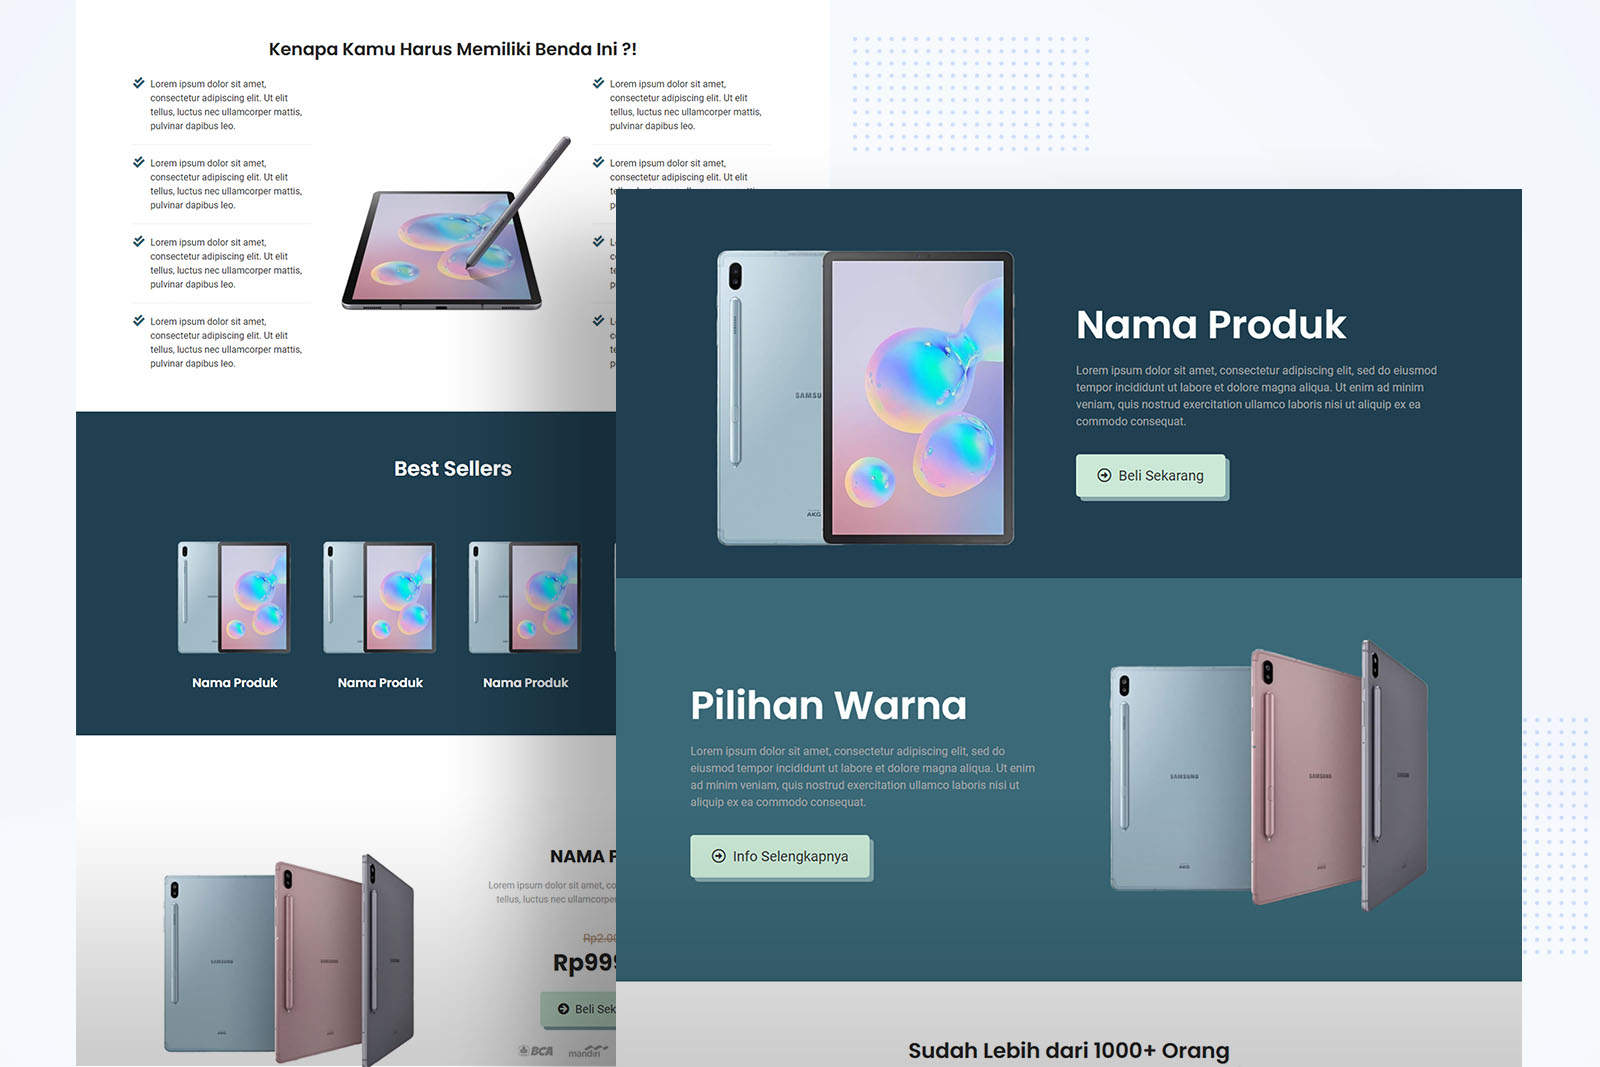 Kenapa Kamu Harus Memiliki Benda Ini ?!
Lorem ipsum dolor sit amet,
consectetur adipiscing elit. Ut elit
tellus, luctus nec ullamcorper mattis,
pulvinar dapibus leo.
Lorem ipsum dolor sit amet,
consectetur adipiscing elit. Ut elit
tellus, luctus nec ullamcorper mattis,
pulvinar dapibus leo.
Lorem ipsum dolor sit amet,
consectetur adipiscing elit. Ut elit
tellus, luctus nec ullamcorper mattis,
pulvinar dapibus leo.
Lorem ipsum dolor sit amet,
consectetur adipiscing elit. Ut elit
tellus, luctus nec ullamcorper mattis,
pulvinar dapibus leo.
Lorem ipsum dolor sit amet,
consectetur adipiscing elit. Ut elit
tellus, luctus nec ullamcorper mattis,
pulvinar dapibus leo.
Lorem ipsum dolor sit amet,
consectetur adipiscing elit. Ut elit
Best Sellers
Nama Produk
Nama Produk
Nama Produk
SAMSUNG
SAMSUNG
AKG
AKG
NAMA P
Lorem ipsum dolor sit amet, co
tellus, luctus nec ullamcorper
Rp2.00
Rp999
Beli Sek
BCA
mandiri
SAMSU
AKG
Nama Produk
Lorem ipsum dolor sit amet, consectetur adipiscing elit, sed do eiusmod
tempor incididunt ut labore et dolore magna aliqua. Ut enim ad minim
veniam, quis nostrud exercitation ullamco laboris nisi ut aliquip ex ea
commodo consequat.
Beli Sekarang
Pilihan Warna
Lorem ipsum dolor sit amet, consectetur adipiscing elit, sed do
eiusmod tempor incididunt ut labore et dolore magna aliqua. Ut enim
ad minim veniam, quis nostrud exercitation ullamco laboris nisi ut
aliquip ex ea commodo consequat.
Info Selengkapnya
SAMSUNG
SAMSUNG
SAMSUNG
AKG
AKG
Sudah Lebih dari 1000+ Orang